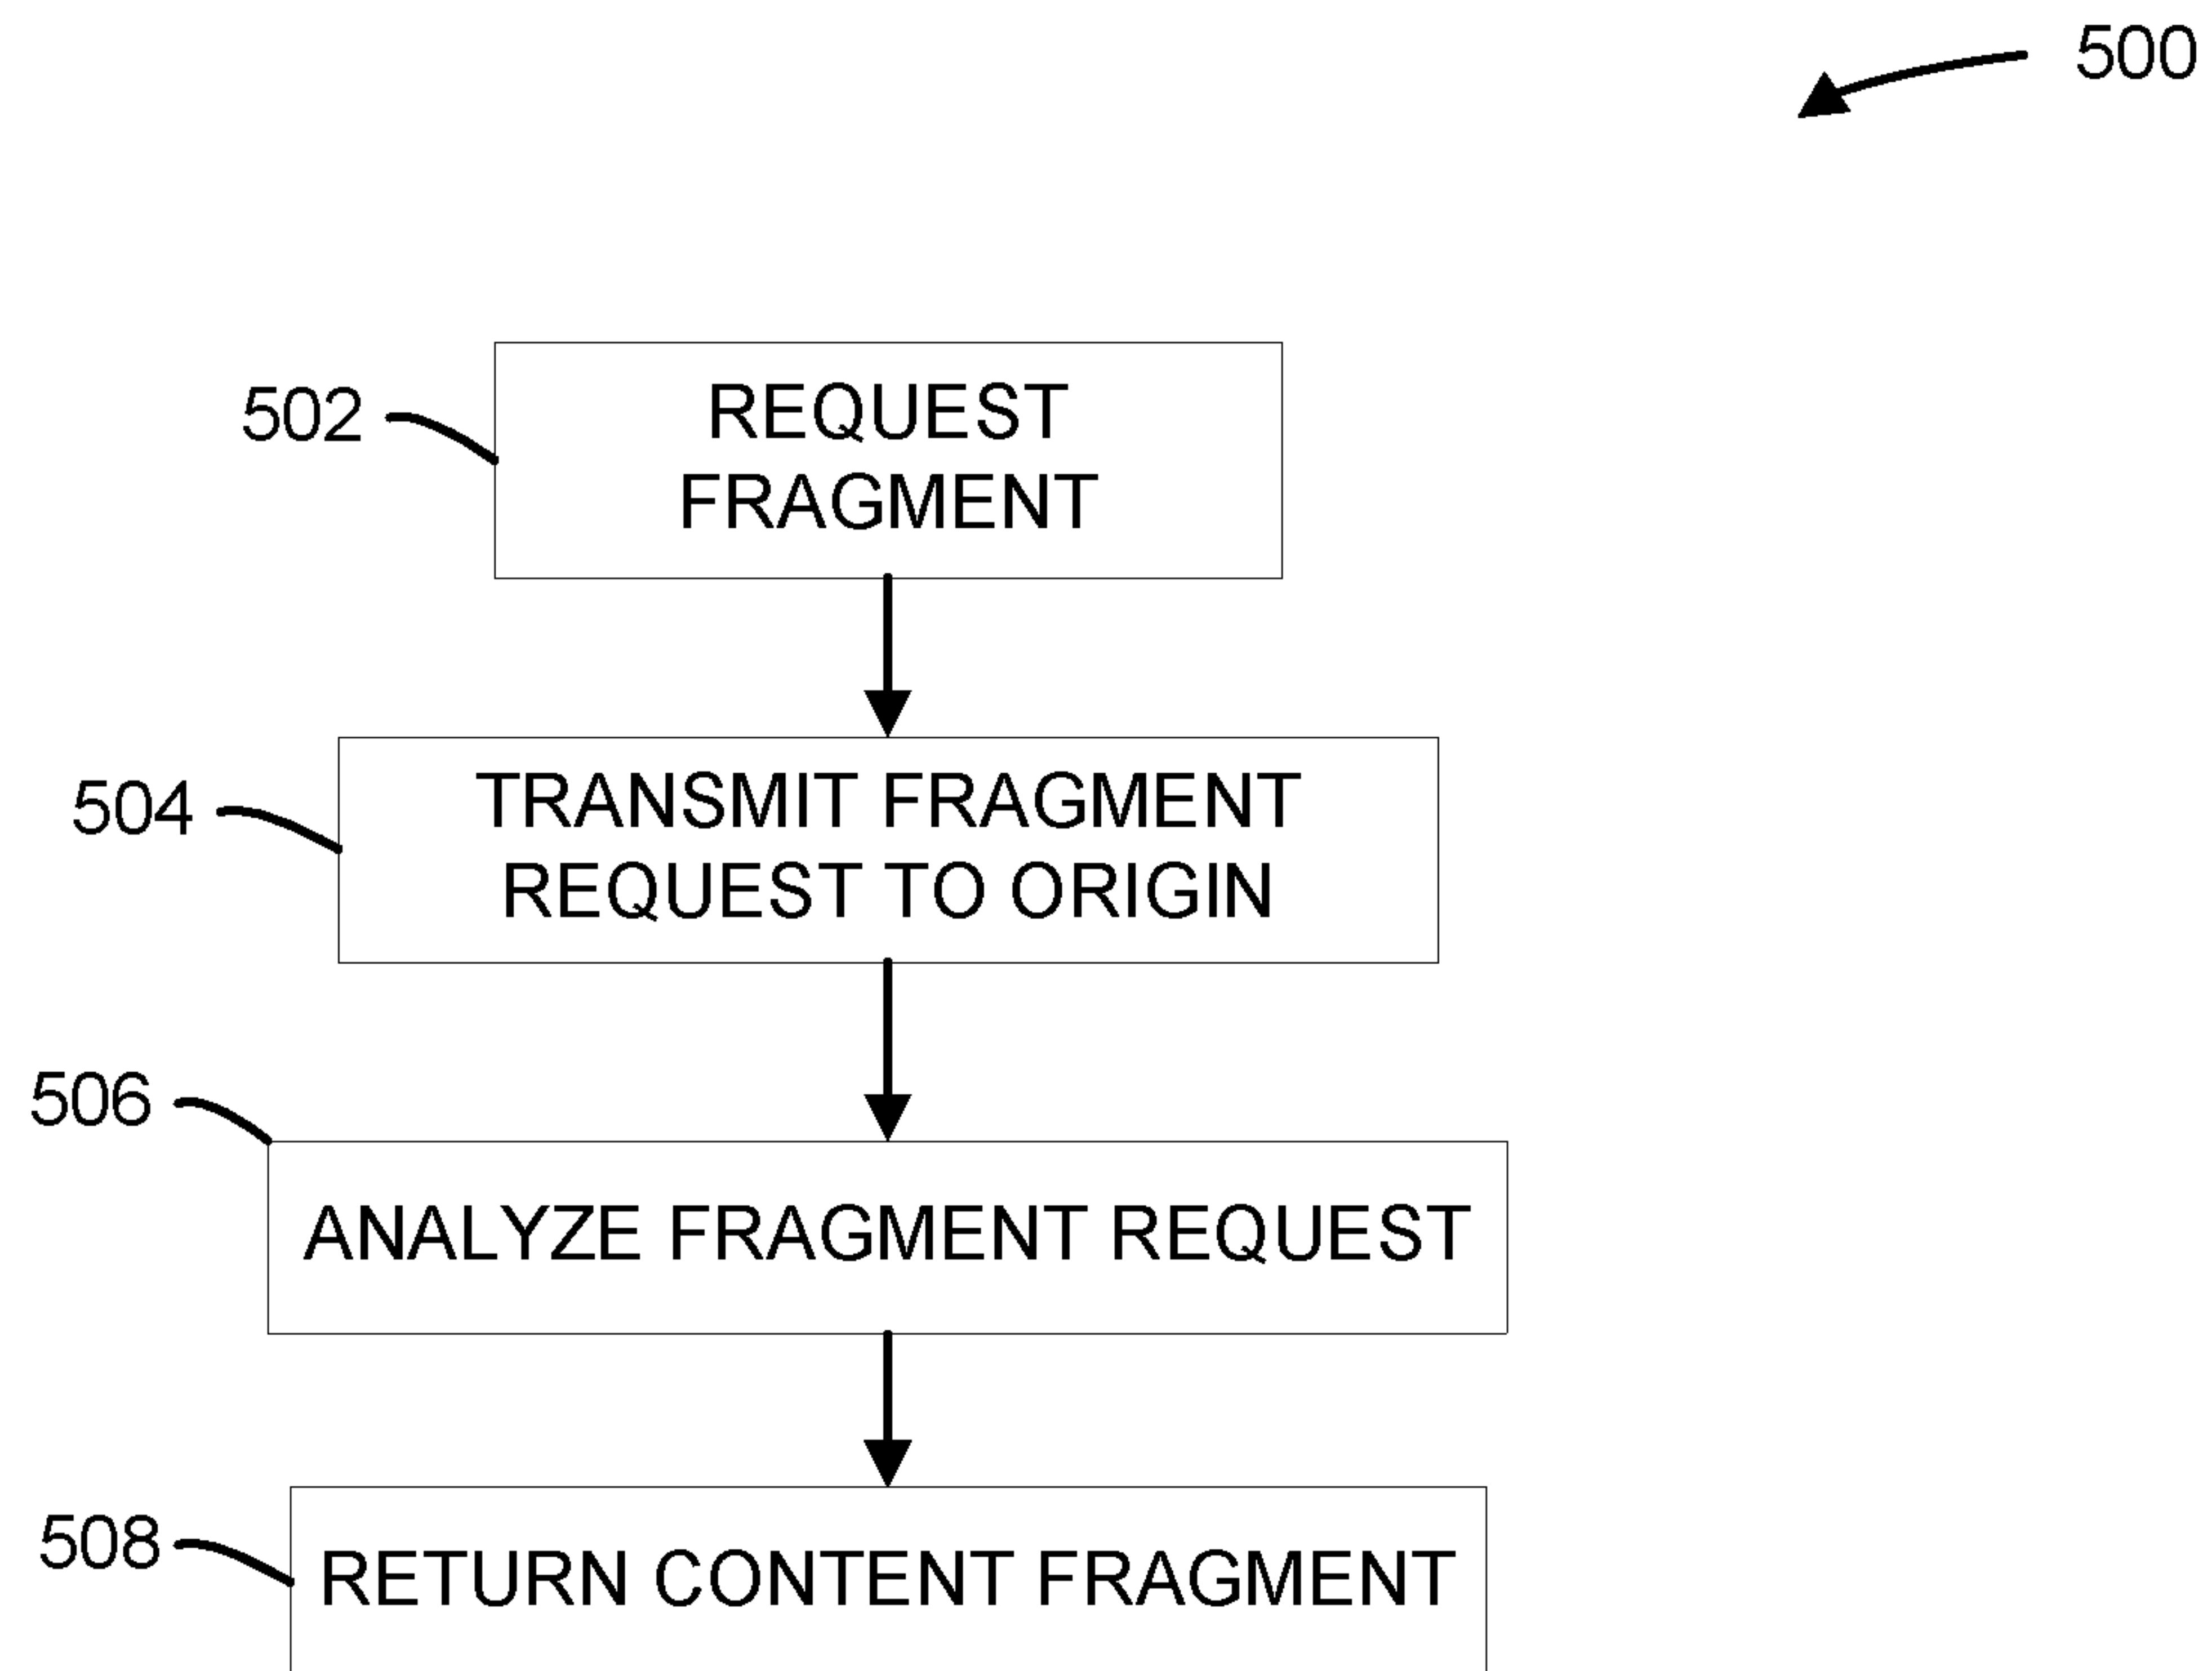 500
502
REQUEST
FRAGMENT
504
TRANSMIT FRAGMENT
REQUEST TO ORIGIN
506
ANALYZE FRAGMENT REQUEST
508
RETURN CONTENT FRAGMENT